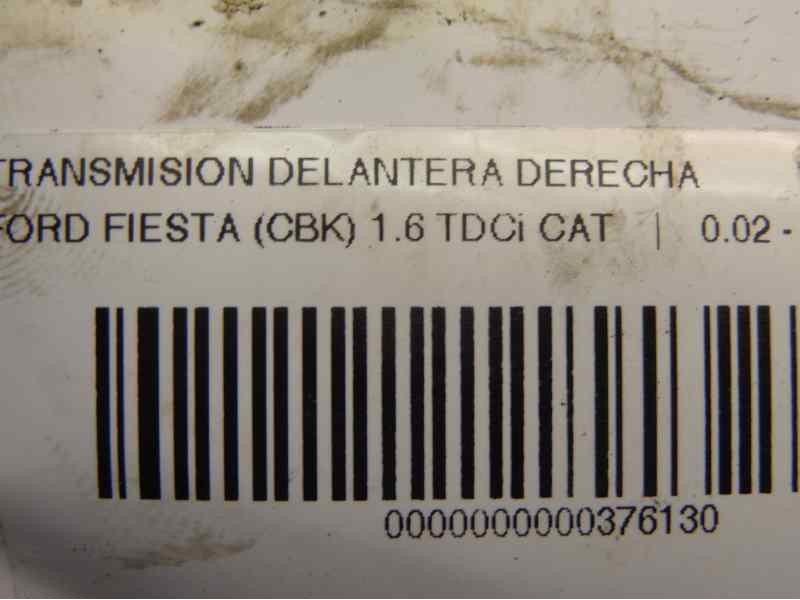 TRANSMISION DELANTERA DERECHA
FORD FIESTA (CBK) 1.6 TDCi CAT | 0.02 -
0000000000376130